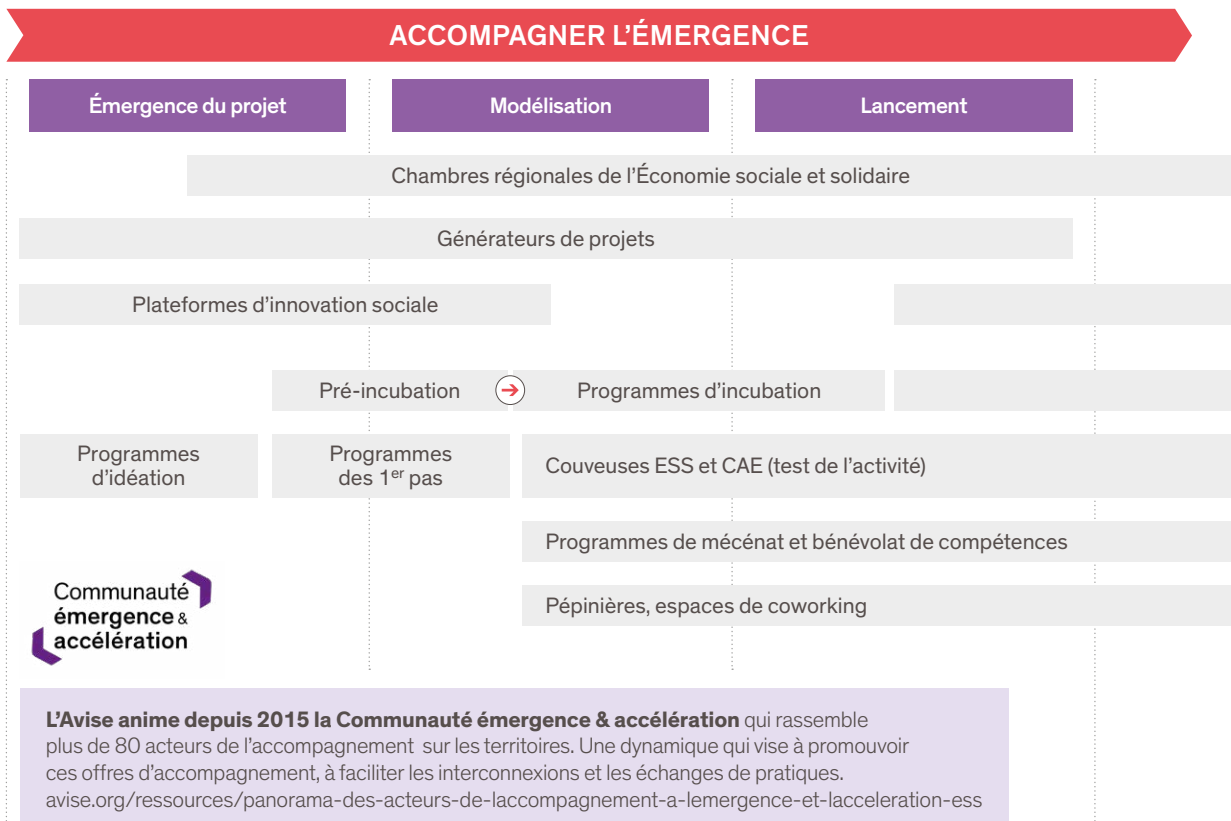 ACCOMPAGNER L'ÉMERGENCE
Émergence du projet
Modélisation
Lancement
Chambres régionales de l'Économie sociale et solidaire
Générateurs de projets
Plateformes d'innovation sociale
Pré-incubation
Programmes d'incubation
Programmes
d'idéation
Programmes
des 1er pas
Couveuses ESS et CAE (test de l'activité)
Programmes de mécénat et bénévolat de compétences
Pépinières, espaces de coworking
Communauté
émergence &
accélération
L'Avise anime depuis 2015 la Communauté émergence & accélération qui rassemble
plus de 80 acteurs de l'accompagnement sur les territoires. Une dynamique qui vise à promouvoir
ces offres d'accompagnement, à faciliter les interconnexions et les échanges de pratiques.
avise.org/ressources/panorama-des-acteurs-de-laccompagnement-a-lemergence-et-lacceleration-ess